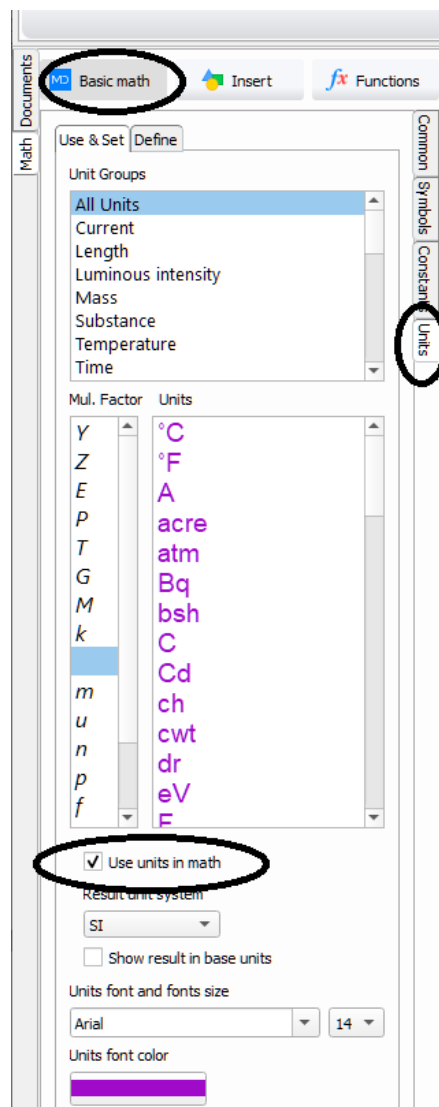 Documents
Math
MD Basic math
Insert
fx Functions
Use & Set
Define
Common
Symbols
Constants
Units
Unit Groups
All Units
Current
Length
Luminous intensity
Mass
Substance
Temperature
Time
Mul. Factor
Units
Y
Z
E
P
T
G
M
k
m
u
n
p
f
°C
°F
A
acre
atm
Bq
bsh
C
Cd
ch
cwt
dr
eV
F
Use units in math
Result unit system
SI
Show result in base units
Units font and fonts size
Arial
14
Units font color